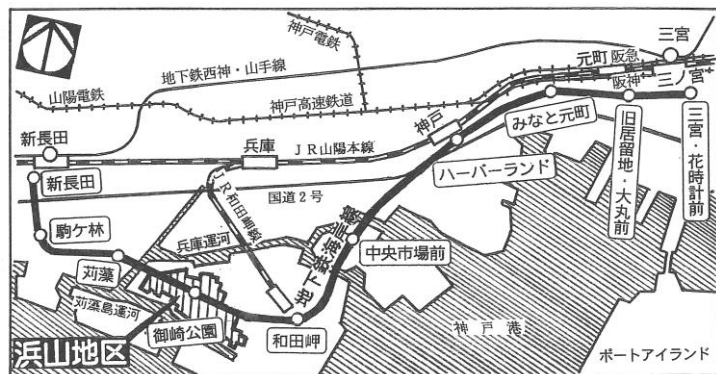 神戸電鉄
三宮
元町
阪急
地下鉄西神・山手線
阪神
三ノ宮
山陽電鉄
神戸高速鉄道
神戸
みなと元町
新長田
兵庫
JR山陽本線
ハーバーランド
旧居留地・大丸前
三宮・花時計前
新長田
国道2号
JR和田岬線
地下鉄海岸線
駒ケ林
兵庫運河
中央市場前
苅藻
苅藻島運河
御崎公園
和田岬
神戸港
浜山地区
ポートアイランド